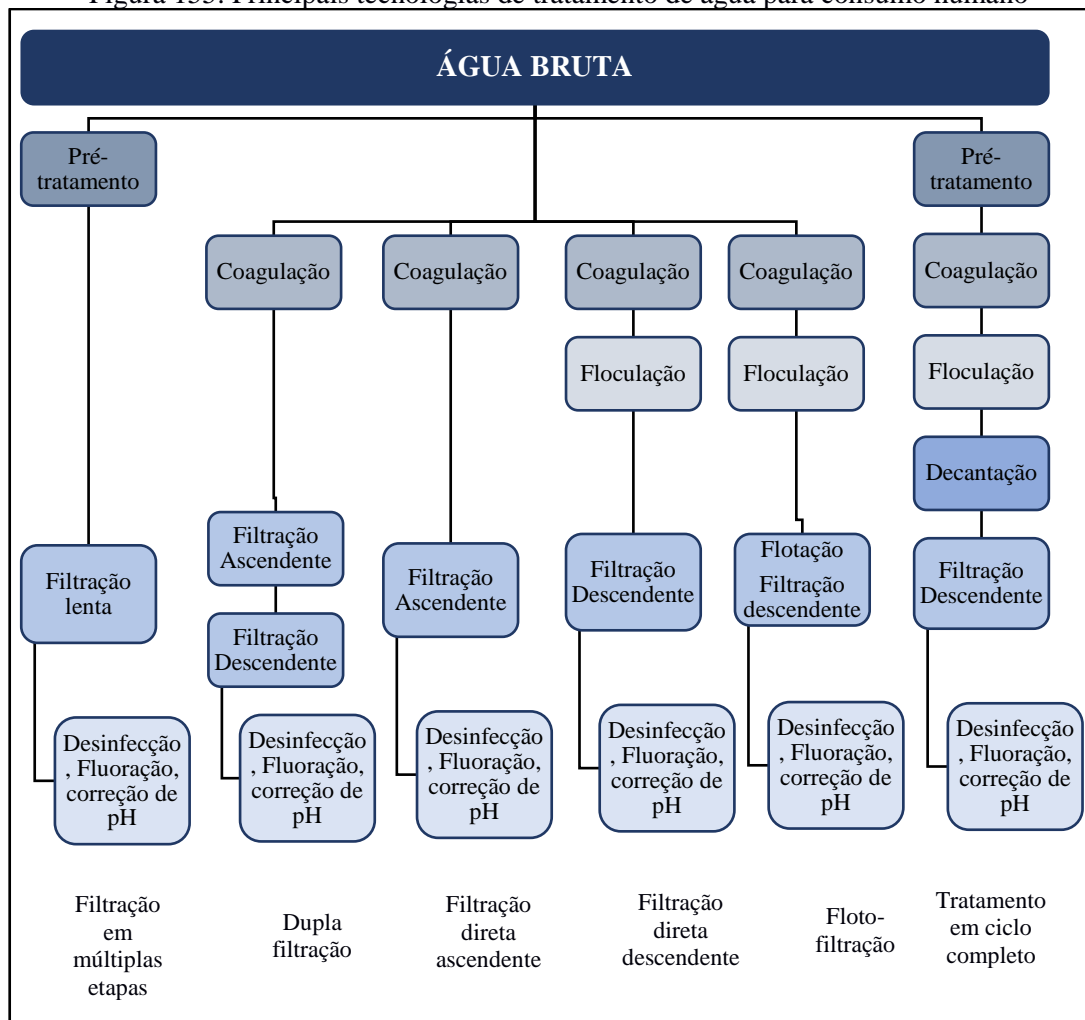 Figura 133. Principais tecnologias de tratamento de água para consumo humano
ÁGUA BRUTA
Pré-
tratamento
Filtração
lenta
Desinfecção
, Fluoração,
correção de
pH
Filtração
em
múltiplas
etapas
Coagulação
Filtração
Ascendente
Filtração
Descendente
Desinfecção
, Fluoração,
correção de
pH
Dupla
filtração
Coagulação
Filtração
Ascendente
Desinfecção
, Fluoração,
correção de
pH
Filtração
direta
ascendente
Coagulação
Floculação
Filtração
Descendente
Desinfecção
, Fluoração,
correção de
pH
Filtração
direta
descendente
Coagulação
Floculação
Flotação
Filtração
descendente
Desinfecção
, Fluoração,
correção de
pH
Floto-
filtração
Pré-
tratamento
Coagulação
Floculação
Decantação
Filtração
Descendente
Desinfecção
, Fluoração,
correção de
pH
Tratamento
em ciclo
completo